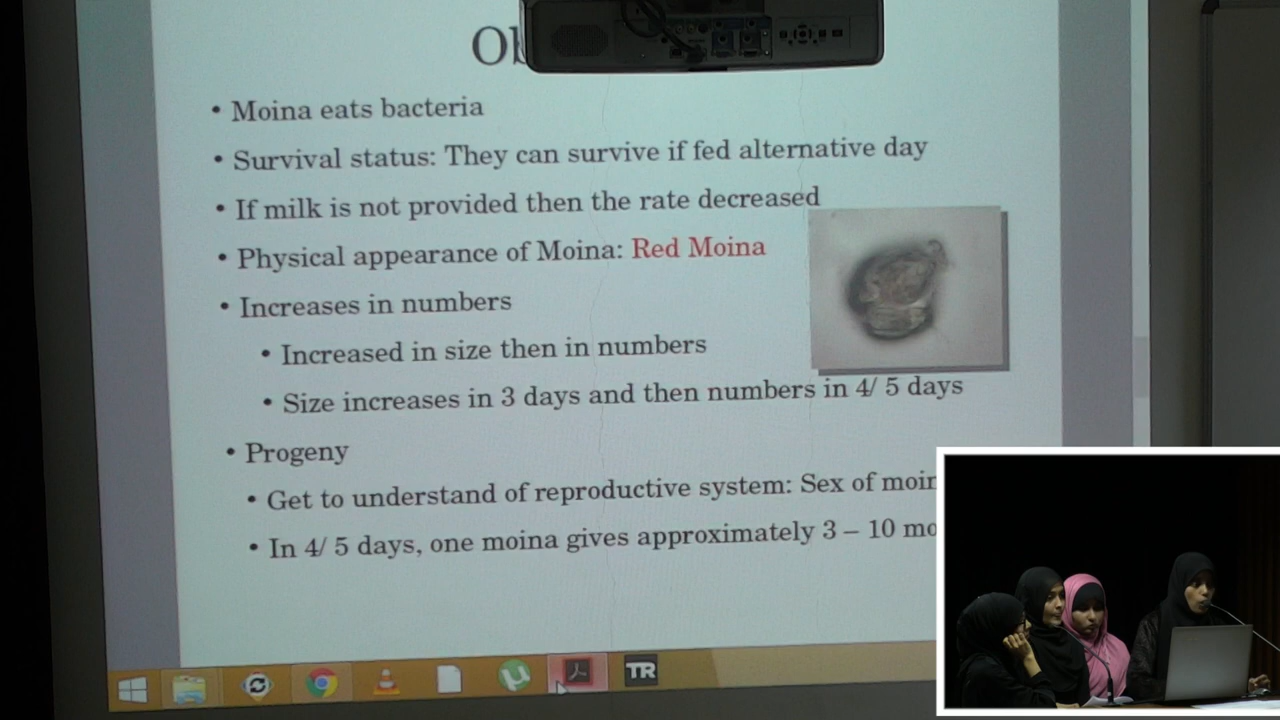 • Moina eats bacteria
• Survival status: They can survive if fed alternative day
• If milk is not provided then the rate decreased
• Physical appearance of Moina: Red Moina
• Increases in numbers
• Increased in size then in numbers
• Size increases in 3 days and then numbers in 4/ 5 days
• Progeny
• Get to understand of reproductive system: Sex of
• In 4/ 5 days, one moina gives approximately 3 – 10
TR